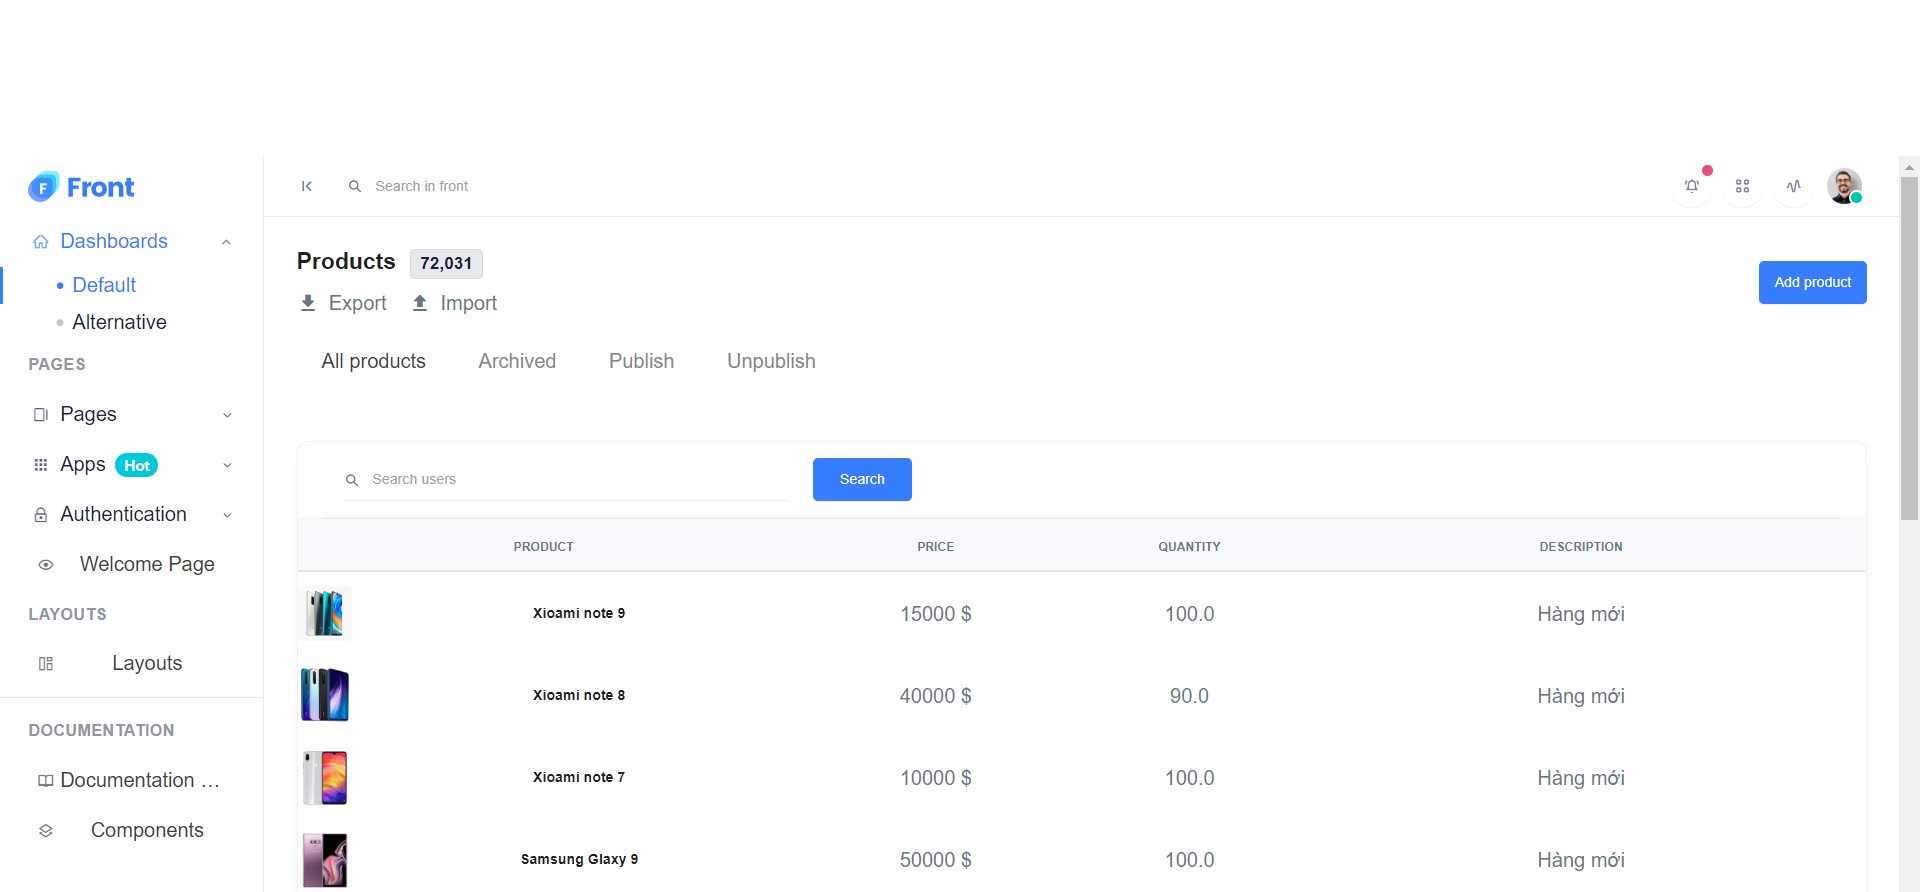 Front
Search in front
Dashboards
Default
Alternative
PAGES
Pages
Apps Hot
Authentication
Welcome Page
LAYOUTS
Layouts
DOCUMENTATION
Documentation ...
Components
Products 72,031
Export Import
Add product
All products Archived Publish Unpublish
Search users Search
PRODUCT PRICE QUANTITY DESCRIPTION
Xioami note 9 15000 $ 100.0 Hàng mới
Xioami note 8 40000 $ 90.0 Hàng mới
Xioami note 7 10000 $ 100.0 Hàng mới
Samsung Glaxy 9 50000 $ 100.0 Hàng mới